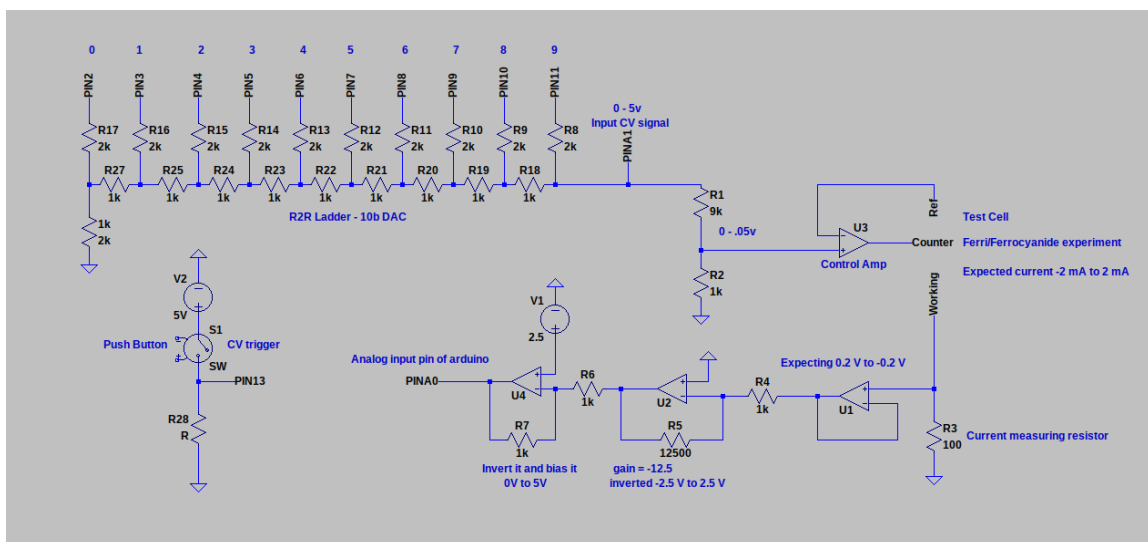 0 1 2 3 4 5 6 7 8 9
PIN2 PIN3 PIN4 PIN5 PIN6 PIN7 PIN8 PIN9 PIN10 PIN11
0 - 5v
Input CV signal
PINA1
R17 R16 R15 R14 R13 R12 R11 R10 R9 R8
2k 2k 2k 2k 2k 2k 2k 2k 2k 2k
R27 R25 R24 R23 R22 R21 R20 R19 R18
1k 1k 1k 1k 1k 1k 1k 1k 1k
R2R Ladder - 10b DAC
1k
2k
R1
9k
0 - .05v
R2
1k
U3
Control Amp
Ref
Test Cell
Counter
Ferri/Ferrocyanide experiment
Expected current -2 mA to 2 mA
Working
V2
5V
S1
Push Button
CV trigger
SW
PIN13
R28
R
V1
2.5
Analog input pin of arduino
PINA0
U4
R6
1k
R7
1k
Invert it and bias it
0V to 5V
U2
R5
12500
gain = -12.5
inverted -2.5 V to 2.5 V
Expecting 0.2 V to -0.2 V
R4
1k
U1
R3
100
Current measuring resistor